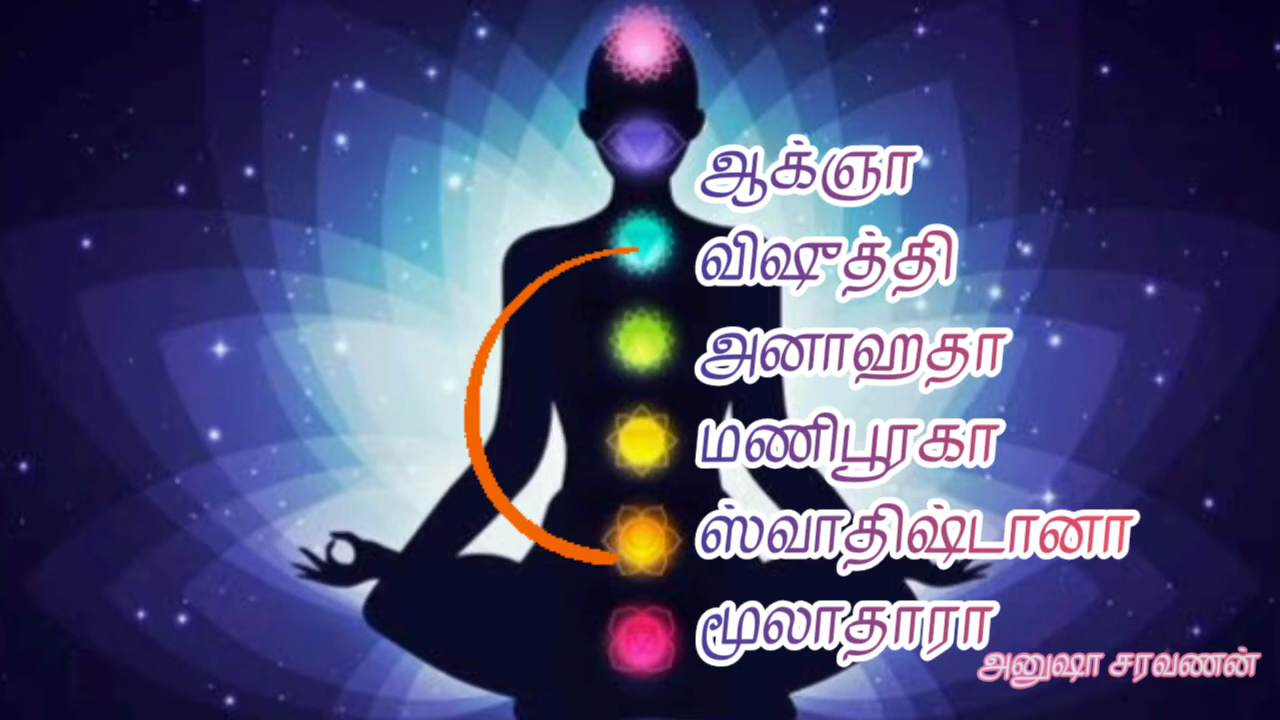 ஆக்ஞா
விஷுத்தி
அனாஹதா
மணிபூரகா
ஸ்வாதிஷ்டானா
மூலாதாரா
அனுஷா சரவணன்